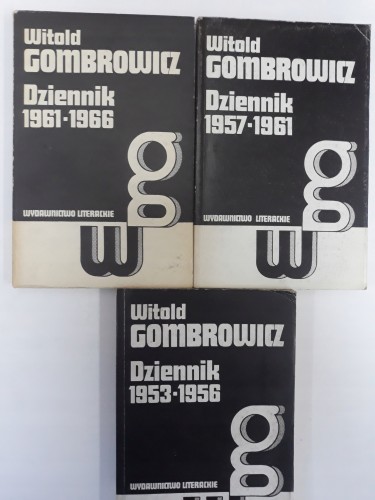 Witold
GOMBROWICZ
Dziennik
1961-1966
WYDAWNICTWO LITERACKIE
g
w
Witold
GOMBROWICZ
Dziennik
1957-1961
WYDAWNICTWO LITERACKIE
g
w
Witold
GOMBROWICZ
Dziennik
1953-1956
WYDAWNICTWO LITERACKIE
g